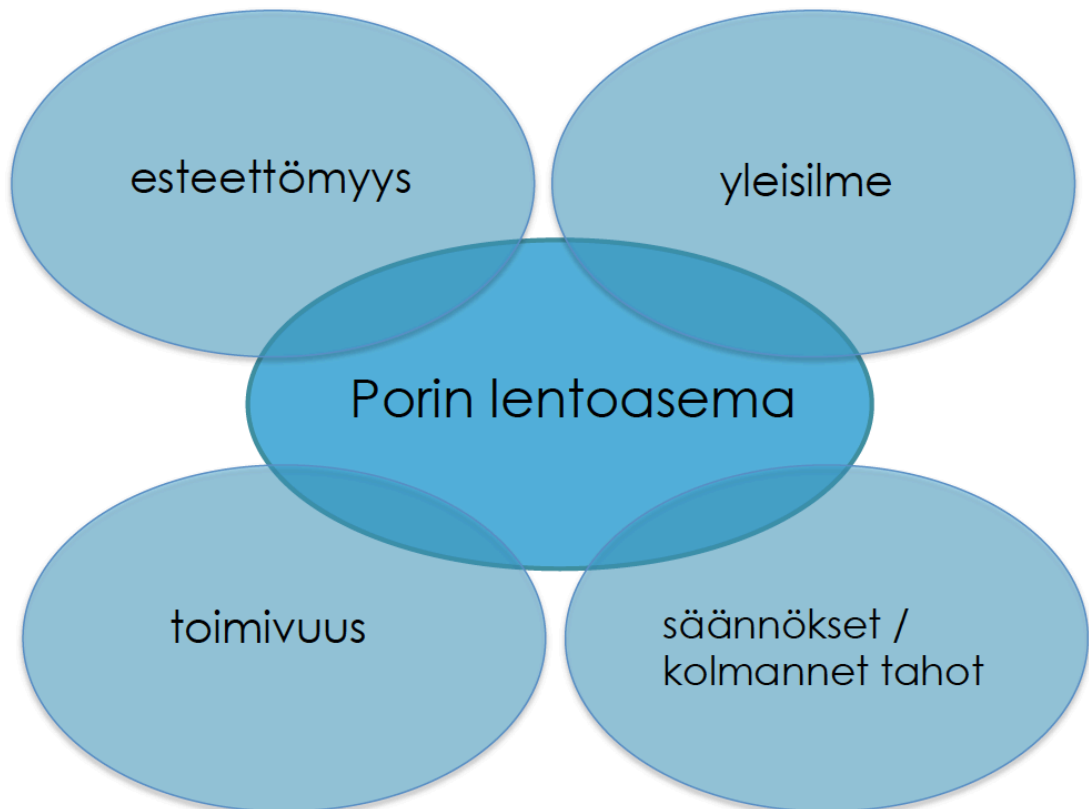 esteettömyys
yleisilme
Porin lentoasema
toimivuus
säännökset /
kolmannet tahot